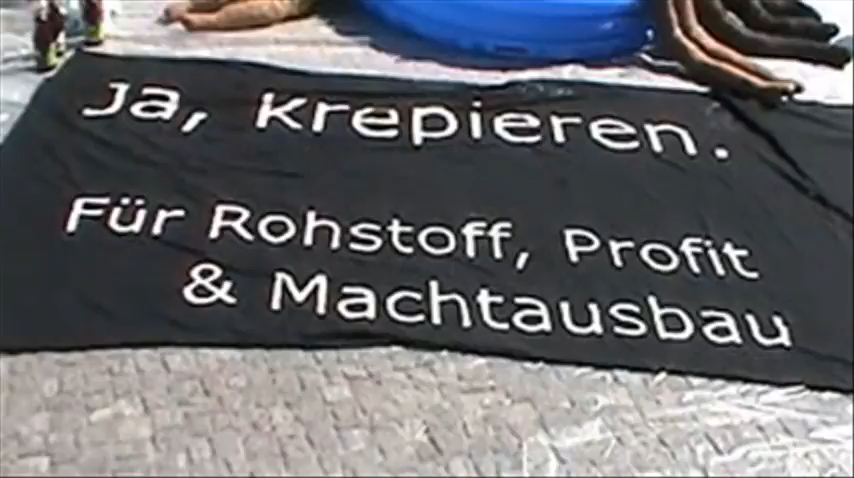 Ja, krepieren.
Für Rohstoff, Profit
& Machtausbau